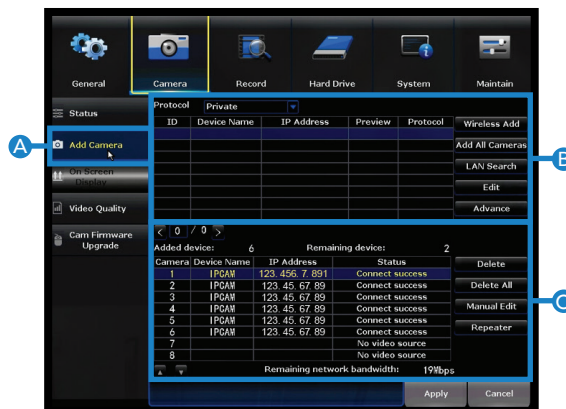 General Camera Record Hard Drive System Maintain
Status
A Add Camera
On Screen
Display
Video Quality
Cam Firmware
Upgrade
Protocol Private
ID Device Name IP Address Preview Protocol
Wireless Add
Add All Cameras
LAN Search
Edit
Advance
B
< 0 / 0 >
Added device: 6 Remaining device: 2
Camera Device Name IP Address Status
1 IPCAM 123. 456. 7. 891 Connect success
2 IPCAM 123. 45. 67. 89 Connect success
3 IPCAM 123. 45. 67. 89 Connect success
4 IPCAM 123. 45. 67. 89 Connect success
5 IPCAM 123. 45. 67. 89 Connect success
6 IPCAM 123. 45. 67. 89 Connect success
7 No video source
8 No video source
Delete
Delete All
Manual Edit
Repeater
C
Remaining network bandwidth: 19Mbps
Apply Cancel